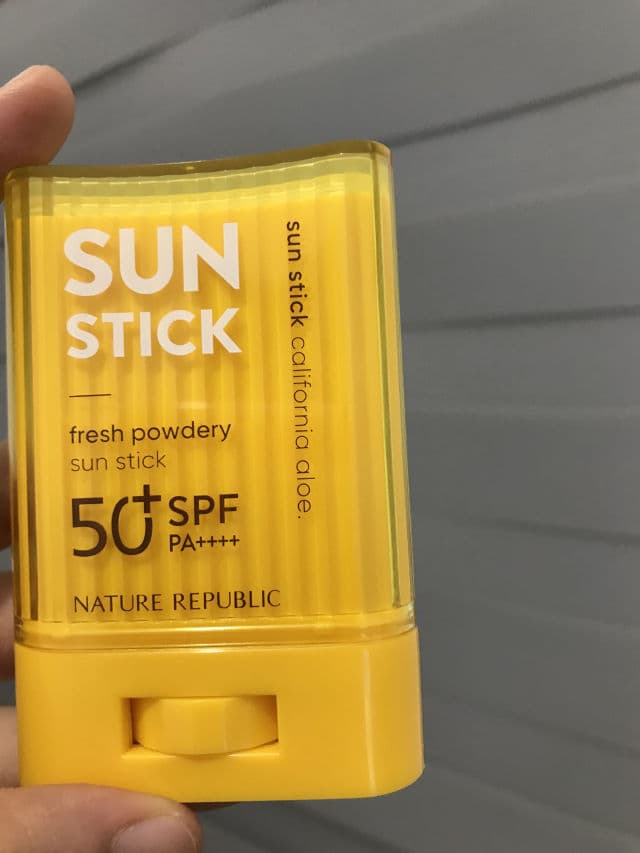 SUN
STICK
fresh powdery
sun stick
50+ SPF
PA++++
NATURE REPUBLIC
sun stick california aloe.